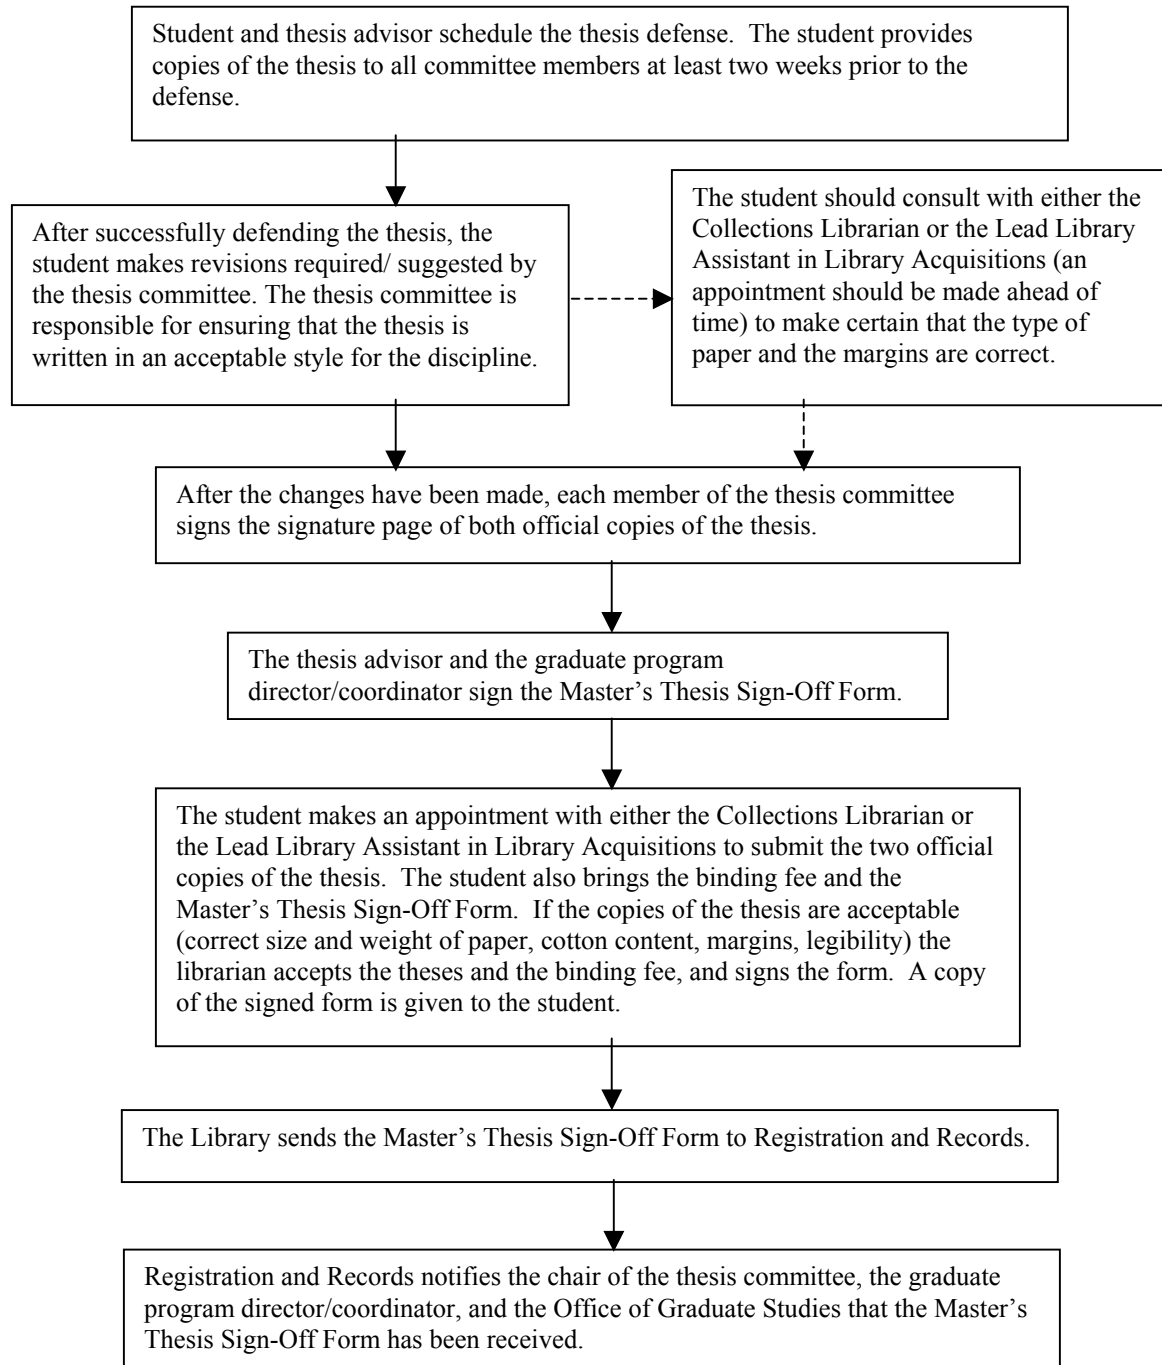 Student and thesis advisor schedule the thesis defense.  The student provides
copies of the thesis to all committee members at least two weeks prior to the
defense.
After successfully defending the thesis, the
student makes revisions required/ suggested by
the thesis committee. The thesis committee is
responsible for ensuring that the thesis is
written in an acceptable style for the discipline.
The student should consult with either the
Collections Librarian or the Lead Library
Assistant in Library Acquisitions (an
appointment should be made ahead of
time) to make certain that the type of
paper and the margins are correct.
After the changes have been made, each member of the thesis committee
signs the signature page of both official copies of the thesis.
The thesis advisor and the graduate program
director/coordinator sign the Master’s Thesis Sign-Off Form.
The student makes an appointment with either the Collections Librarian or
the Lead Library Assistant in Library Acquisitions to submit the two official
copies of the thesis.  The student also brings the binding fee and the
Master’s Thesis Sign-Off Form.  If the copies of the thesis are acceptable
(correct size and weight of paper, cotton content, margins, legibility) the
librarian accepts the theses and the binding fee, and signs the form.  A copy
of the signed form is given to the student.
The Library sends the Master’s Thesis Sign-Off Form to Registration and Records.
Registration and Records notifies the chair of the thesis committee, the graduate
program director/coordinator, and the Office of Graduate Studies that the Master’s
Thesis Sign-Off Form has been received.